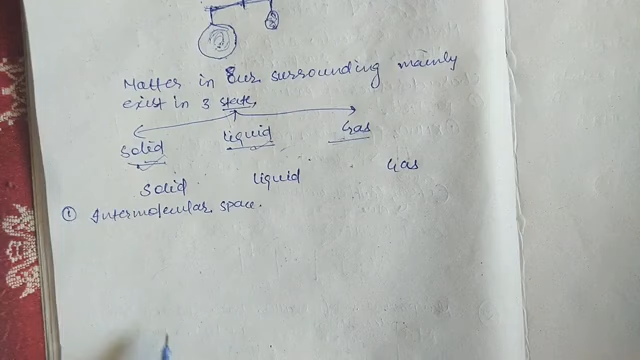 Matter in our surrounding mainly
exist in 3 state,
Solid liquid Gas
Solid liquid Gas
① Intermolecular space.